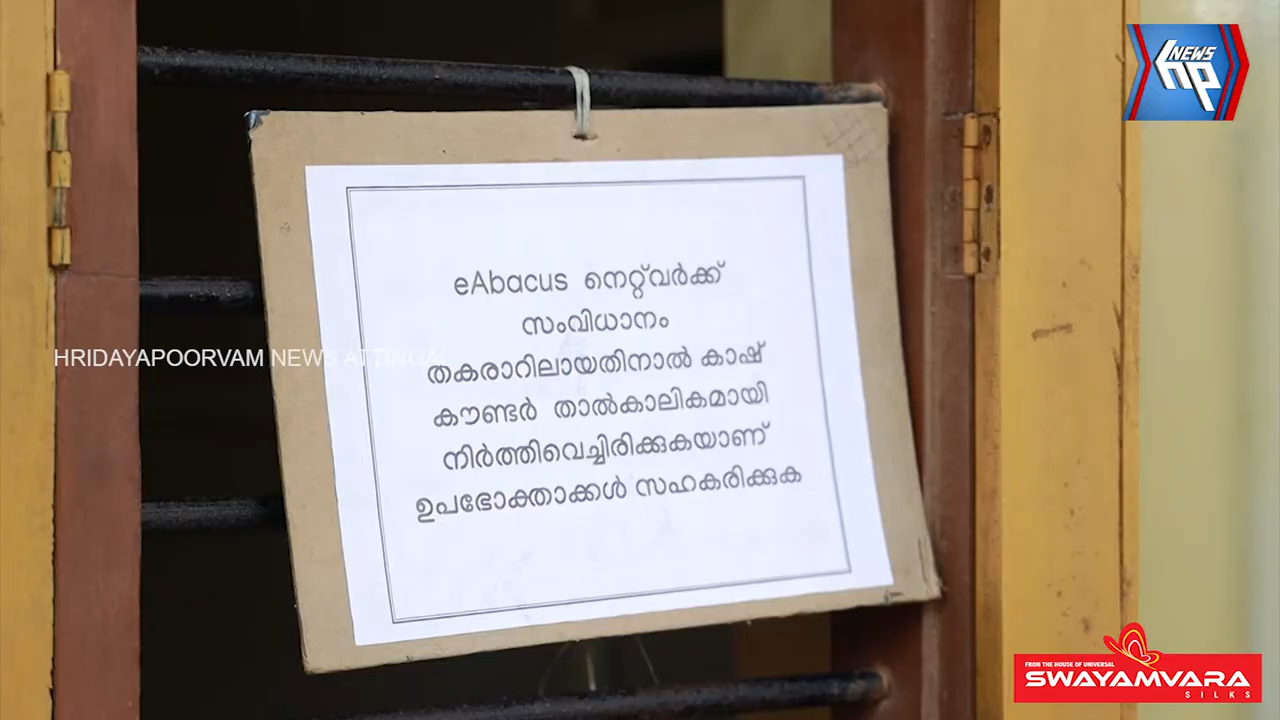 NEWS
hp
eAbacus നെറ്റ്‌വർക്ക്
സംവിധാനം
തകരാറിലായതിനാൽ കാഷ്
കൗണ്ടർ താൽകാലികമായി
നിർത്തിവെച്ചിരിക്കുകയാണ്
ഉപഭോക്താക്കൾ സഹകരിക്കുക
HRIDAYAPOORVAM NEWS ATTINGAL
FROM THE HOUSE OF UNIVERSAL
SWAYAMVARA
SILKS